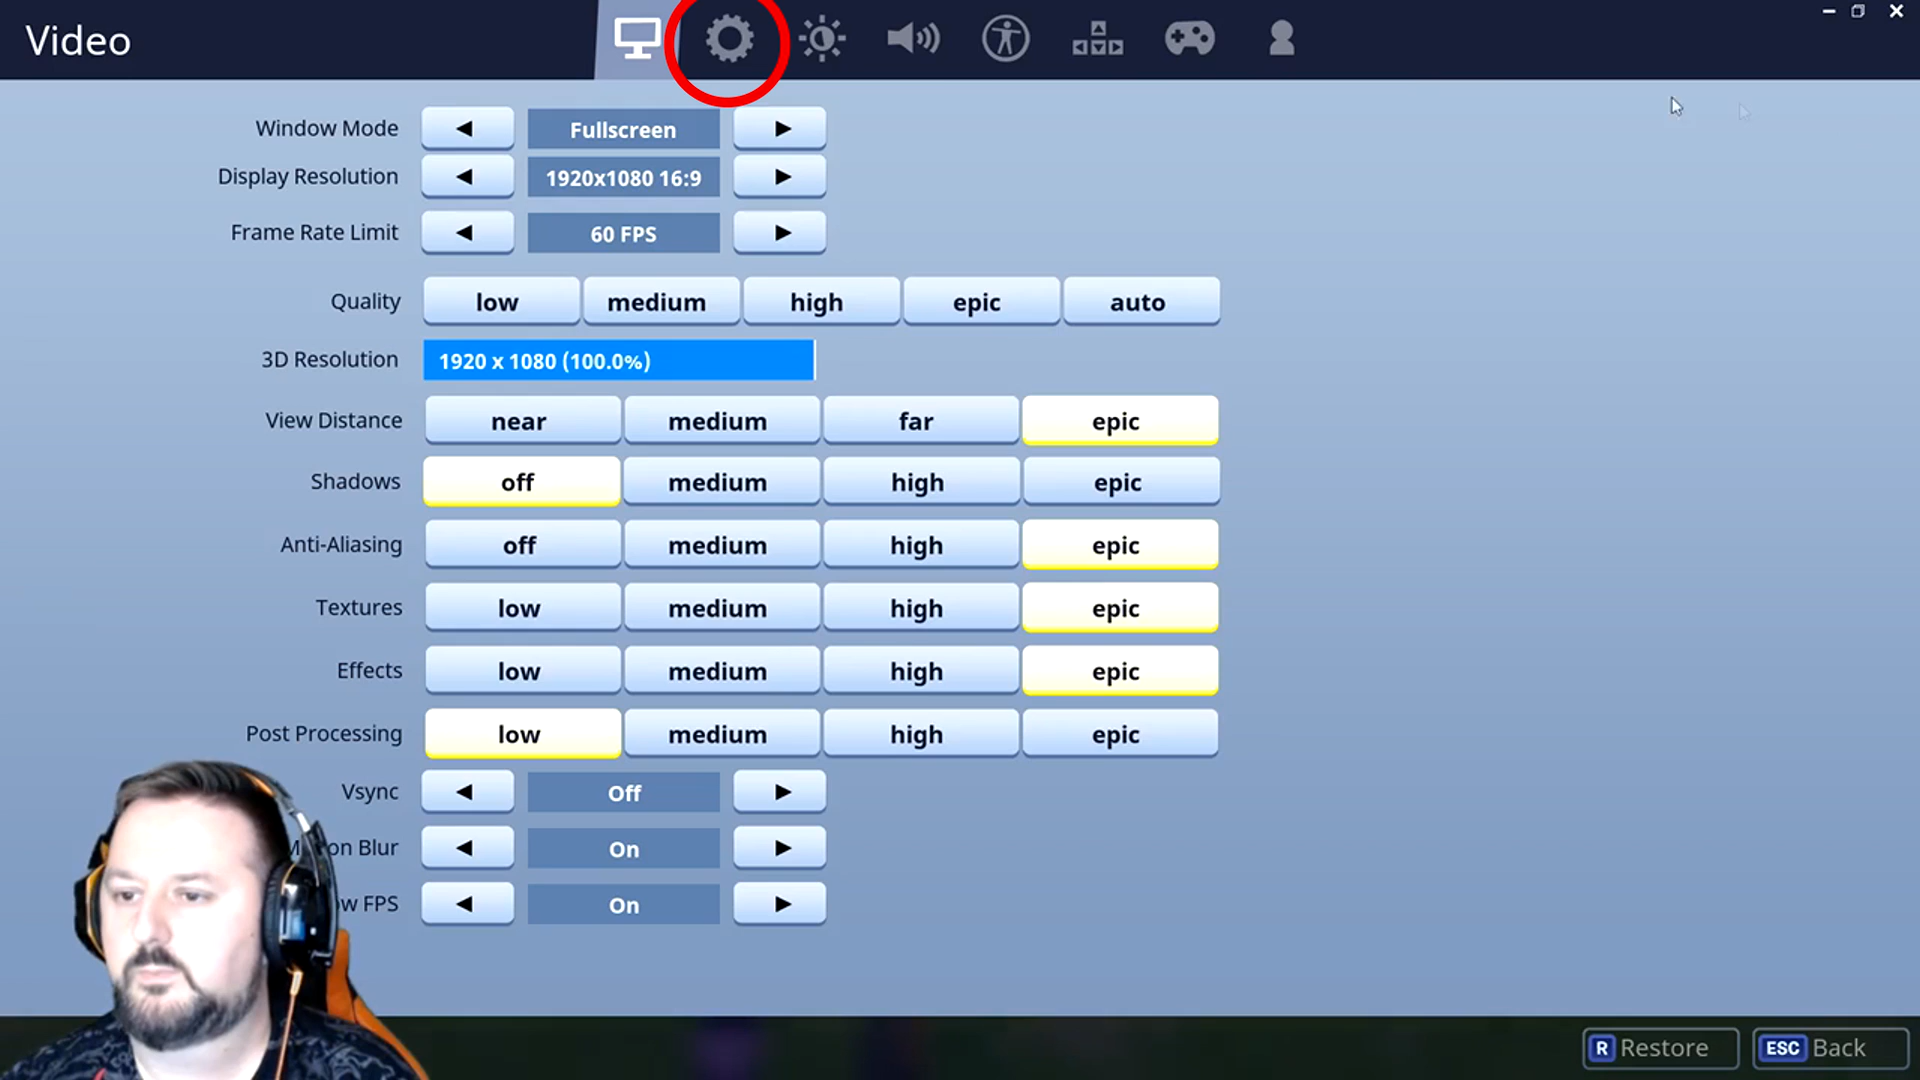 Video
Window Mode Fullscreen
Display Resolution 1920x1080 16:9
Frame Rate Limit 60 FPS
Quality low medium high epic auto
3D Resolution 1920 x 1080 (100.0%)
View Distance near medium far epic
Shadows off medium high epic
Anti-Aliasing off medium high epic
Textures low medium high epic
Effects low medium high epic
Post Processing low medium high epic
Vsync Off
Blur On
FPS On
R Restore ESC Back